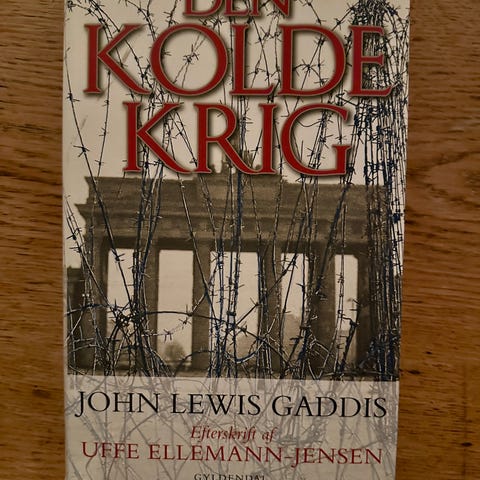 DEN
KOLDE
KRIG
JOHN LEWIS GADDIS
Efterskrift af
UFFE ELLEMANN-JENSEN
GYLDENDAL